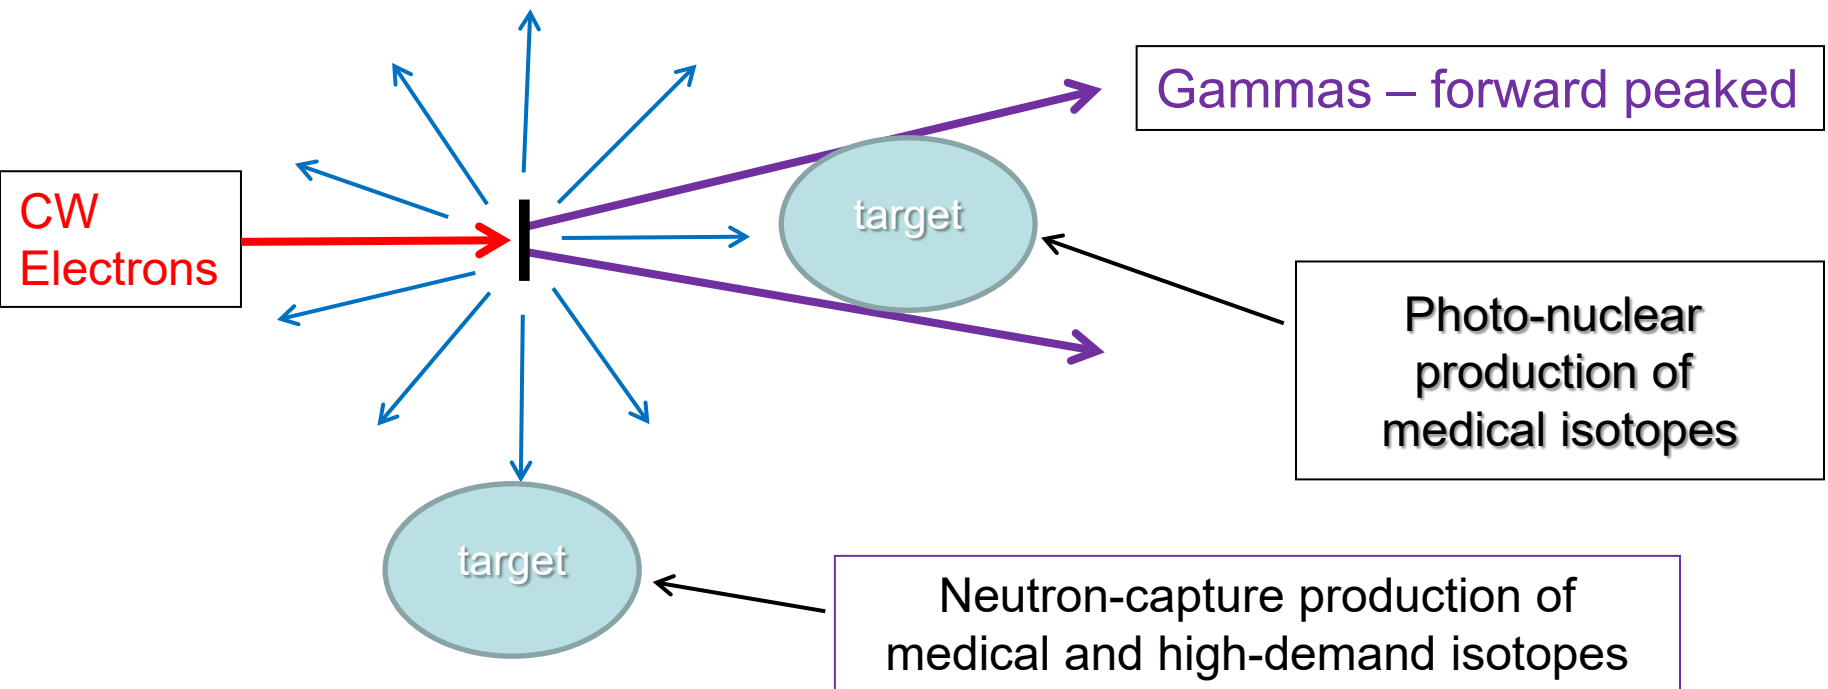 Gammas – forward peaked
CW
Electrons
target
Photo-nuclear
production of
medical isotopes
target
Neutron-capture production of
medical and high-demand isotopes